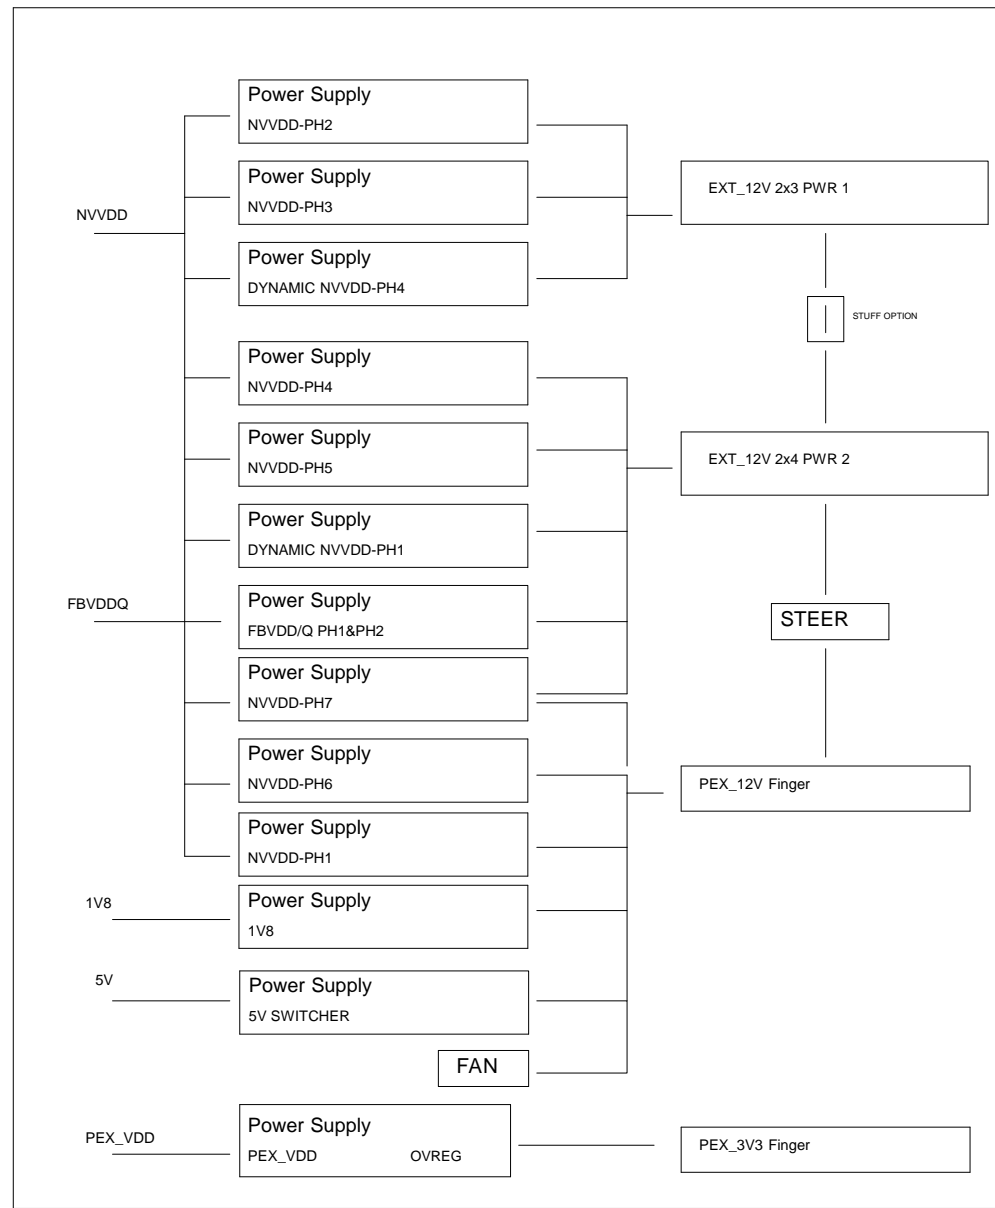 Power Supply
NVVDD-PH2
Power Supply
NVVDD-PH3
EXT_12V 2x3 PWR 1
NVVDD
Power Supply
DYNAMIC NVVDD-PH4
STUFF OPTION
Power Supply
NVVDD-PH4
Power Supply
NVVDD-PH5
EXT_12V 2x4 PWR 2
Power Supply
DYNAMIC NVVDD-PH1
FBVDDQ
Power Supply
FBVDD/Q PH1&PH2
STEER
Power Supply
NVVDD-PH7
Power Supply
NVVDD-PH6
PEX_12V Finger
Power Supply
NVVDD-PH1
1V8
Power Supply
1V8
5V
Power Supply
5V SWITCHER
FAN
PEX_VDD
Power Supply
PEX_VDD OVREG
PEX_3V3 Finger